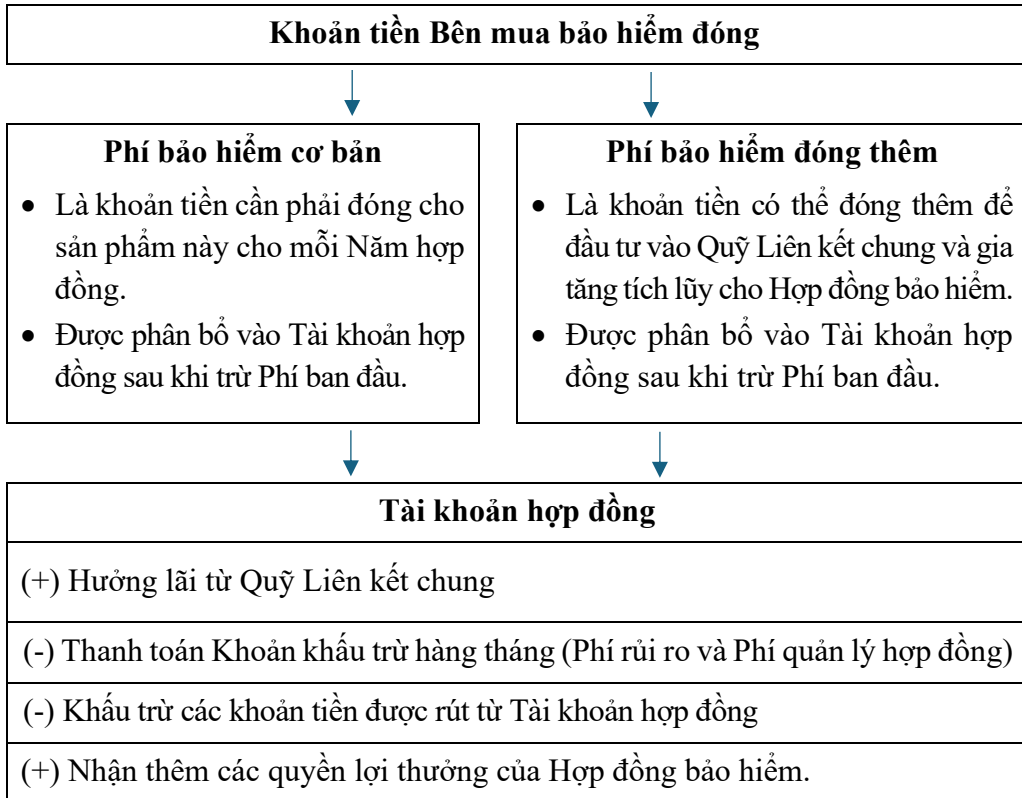 Khoản tiền Bên mua bảo hiểm đóng
Phí bảo hiểm cơ bản
• Là khoản tiền cần phải đóng cho
sản phẩm này cho mỗi Năm hợp
đồng.
• Được phân bổ vào Tài khoản hợp
đồng sau khi trừ Phí ban đầu.
Phí bảo hiểm đóng thêm
• Là khoản tiền có thể đóng thêm để
đầu tư vào Quỹ Liên kết chung và gia
tăng tích lũy cho Hợp đồng bảo hiểm.
• Được phân bổ vào Tài khoản hợp
đồng sau khi trừ Phí ban đầu.
Tài khoản hợp đồng
(+) Hưởng lãi từ Quỹ Liên kết chung
(-) Thanh toán Khoản khấu trừ hàng tháng (Phí rủi ro và Phí quản lý hợp đồng)
(-) Khấu trừ các khoản tiền được rút từ Tài khoản hợp đồng
(+) Nhận thêm các quyền lợi thưởng của Hợp đồng bảo hiểm.